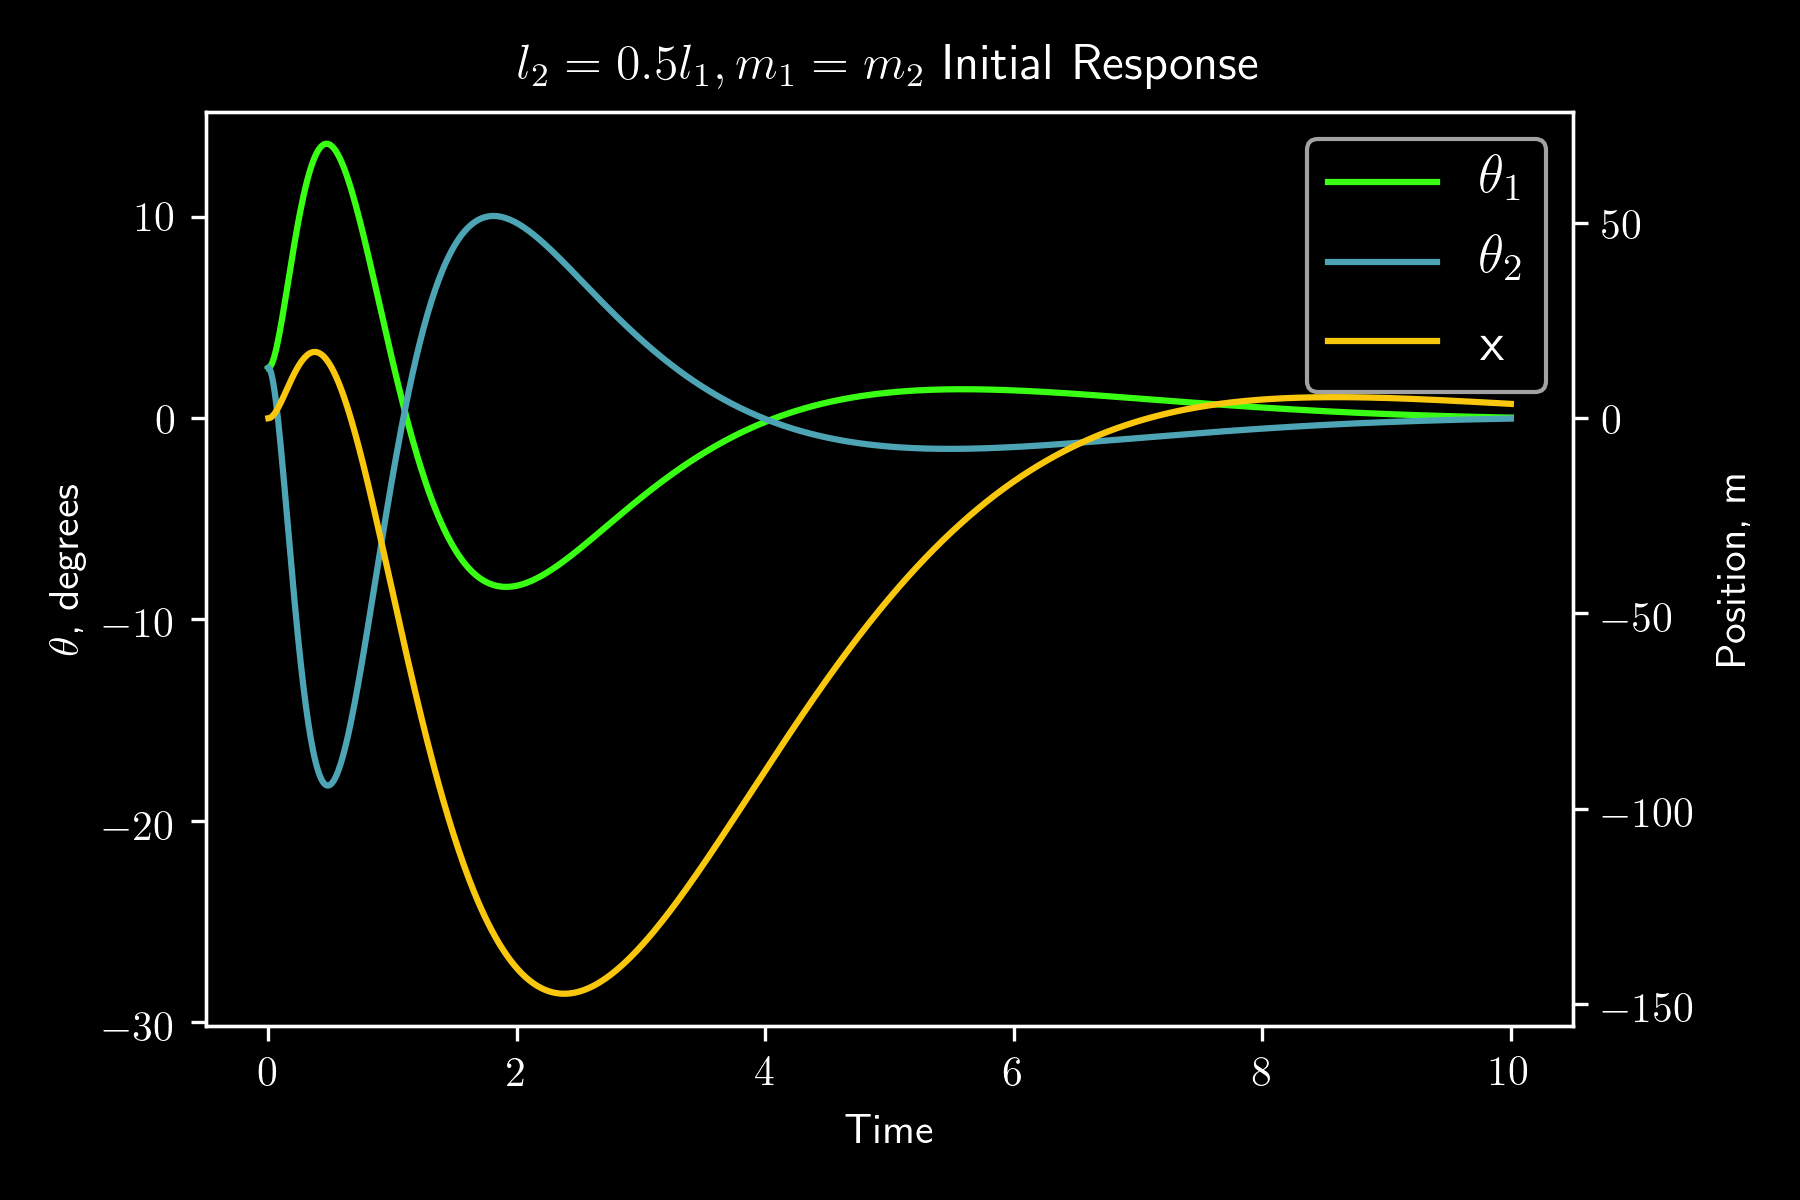 l₂ = 0.5l₁, m₁ = m₂ Initial Response
θ₁
θ₂
x
θ, degrees
10
0
−10
−20
−30
50
0
−50
−100
−150
Position, m
0 2 4 6 8 10
Time